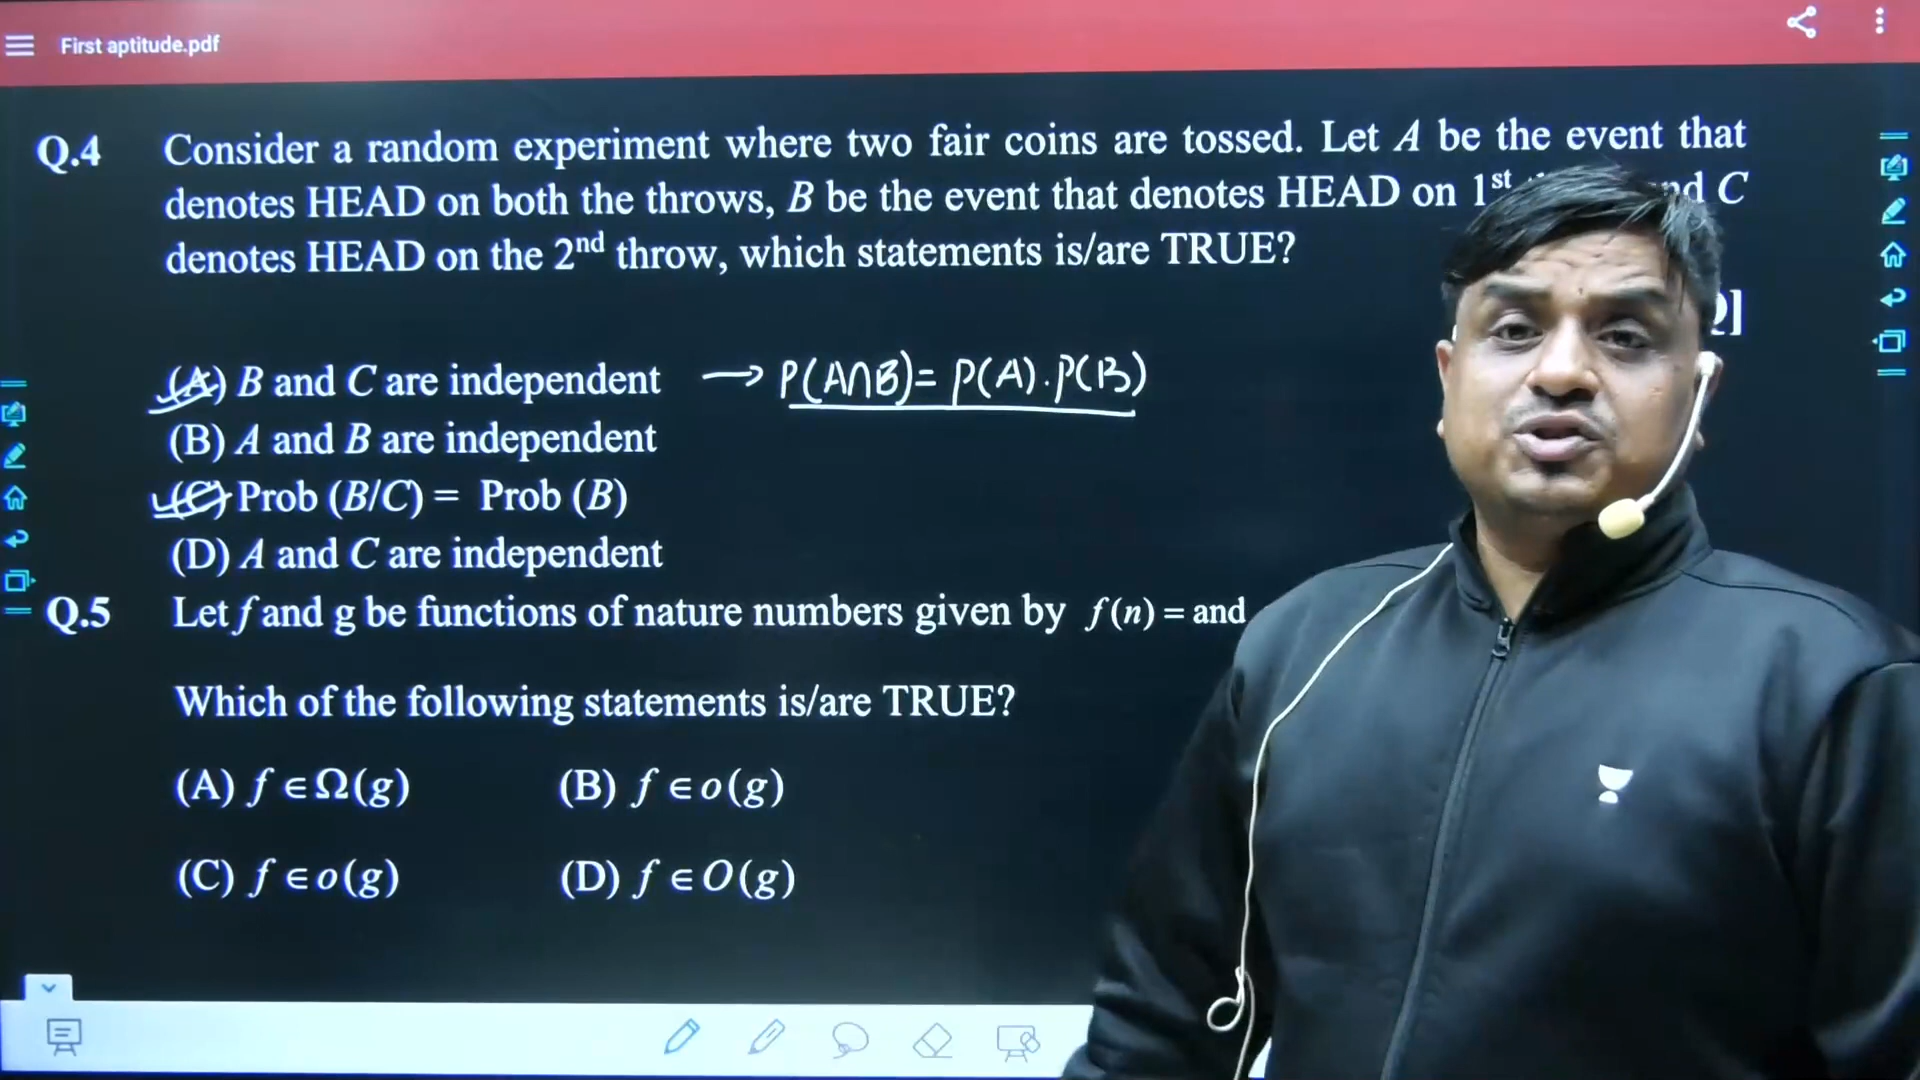 First aptitude.pdf
Q.4 Consider a random experiment where two fair coins are tossed. Let A be the event that
denotes HEAD on both the throws, B be the event that denotes HEAD on 1st C
denotes HEAD on the 2nd throw, which statements is/are TRUE?
(A) B and C are independent → P(A∩B) = P(A) . P(B)
(B) A and B are independent
(C) Prob (B/C) = Prob (B)
(D) A and C are independent
Q.5 Let f and g be functions of nature numbers given by f(n) = and
Which of the following statements is/are TRUE?
(A) f ∈ Ω(g) (B) f ∈ o(g)
(C) f ∈ o(g) (D) f ∈ O(g)